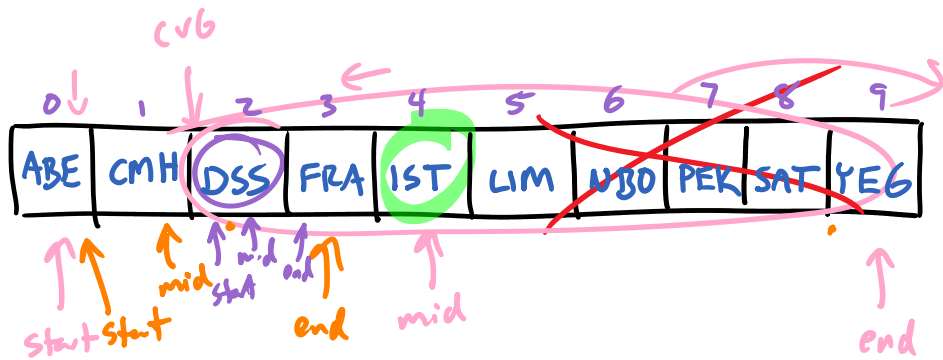 CVG
0 1 2 3 4 5 6 7 8 9
ABE CMH DSS FRA IST LIM NBO PEK SAT YEG
start start mid start mid end end mid end